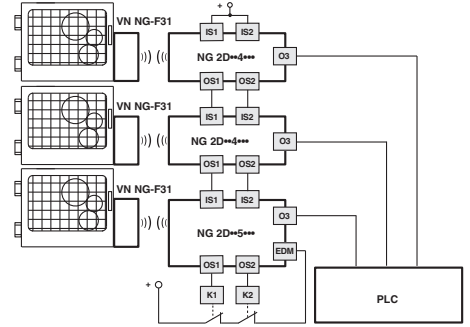 +
VN NG-F31
IS1 IS2
NG 2D••4•••
O3
OS1 OS2
VN NG-F31
IS1 IS2
NG 2D••4•••
O3
OS1 OS2
VN NG-F31
IS1 IS2
O3
NG 2D••5•••
EDM
OS1 OS2
+
K1 K2
PLC